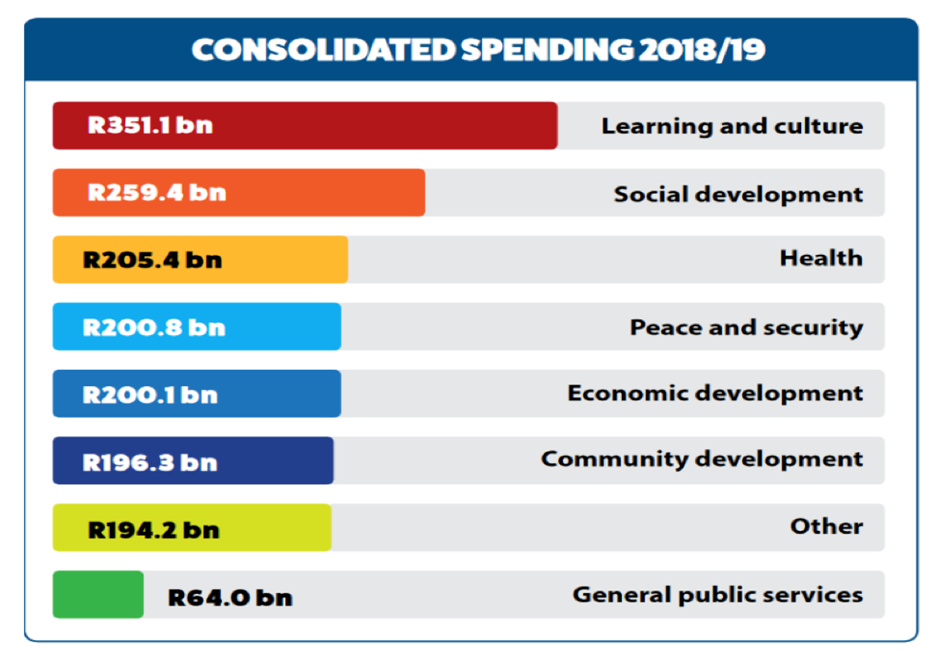 CONSOLIDATED SPENDING 2018/19
R351.1 bn Learning and culture
R259.4 bn Social development
R205.4 bn Health
R200.8 bn Peace and security
R200.1 bn Economic development
R196.3 bn Community development
R194.2 bn Other
R64.0 bn General public services